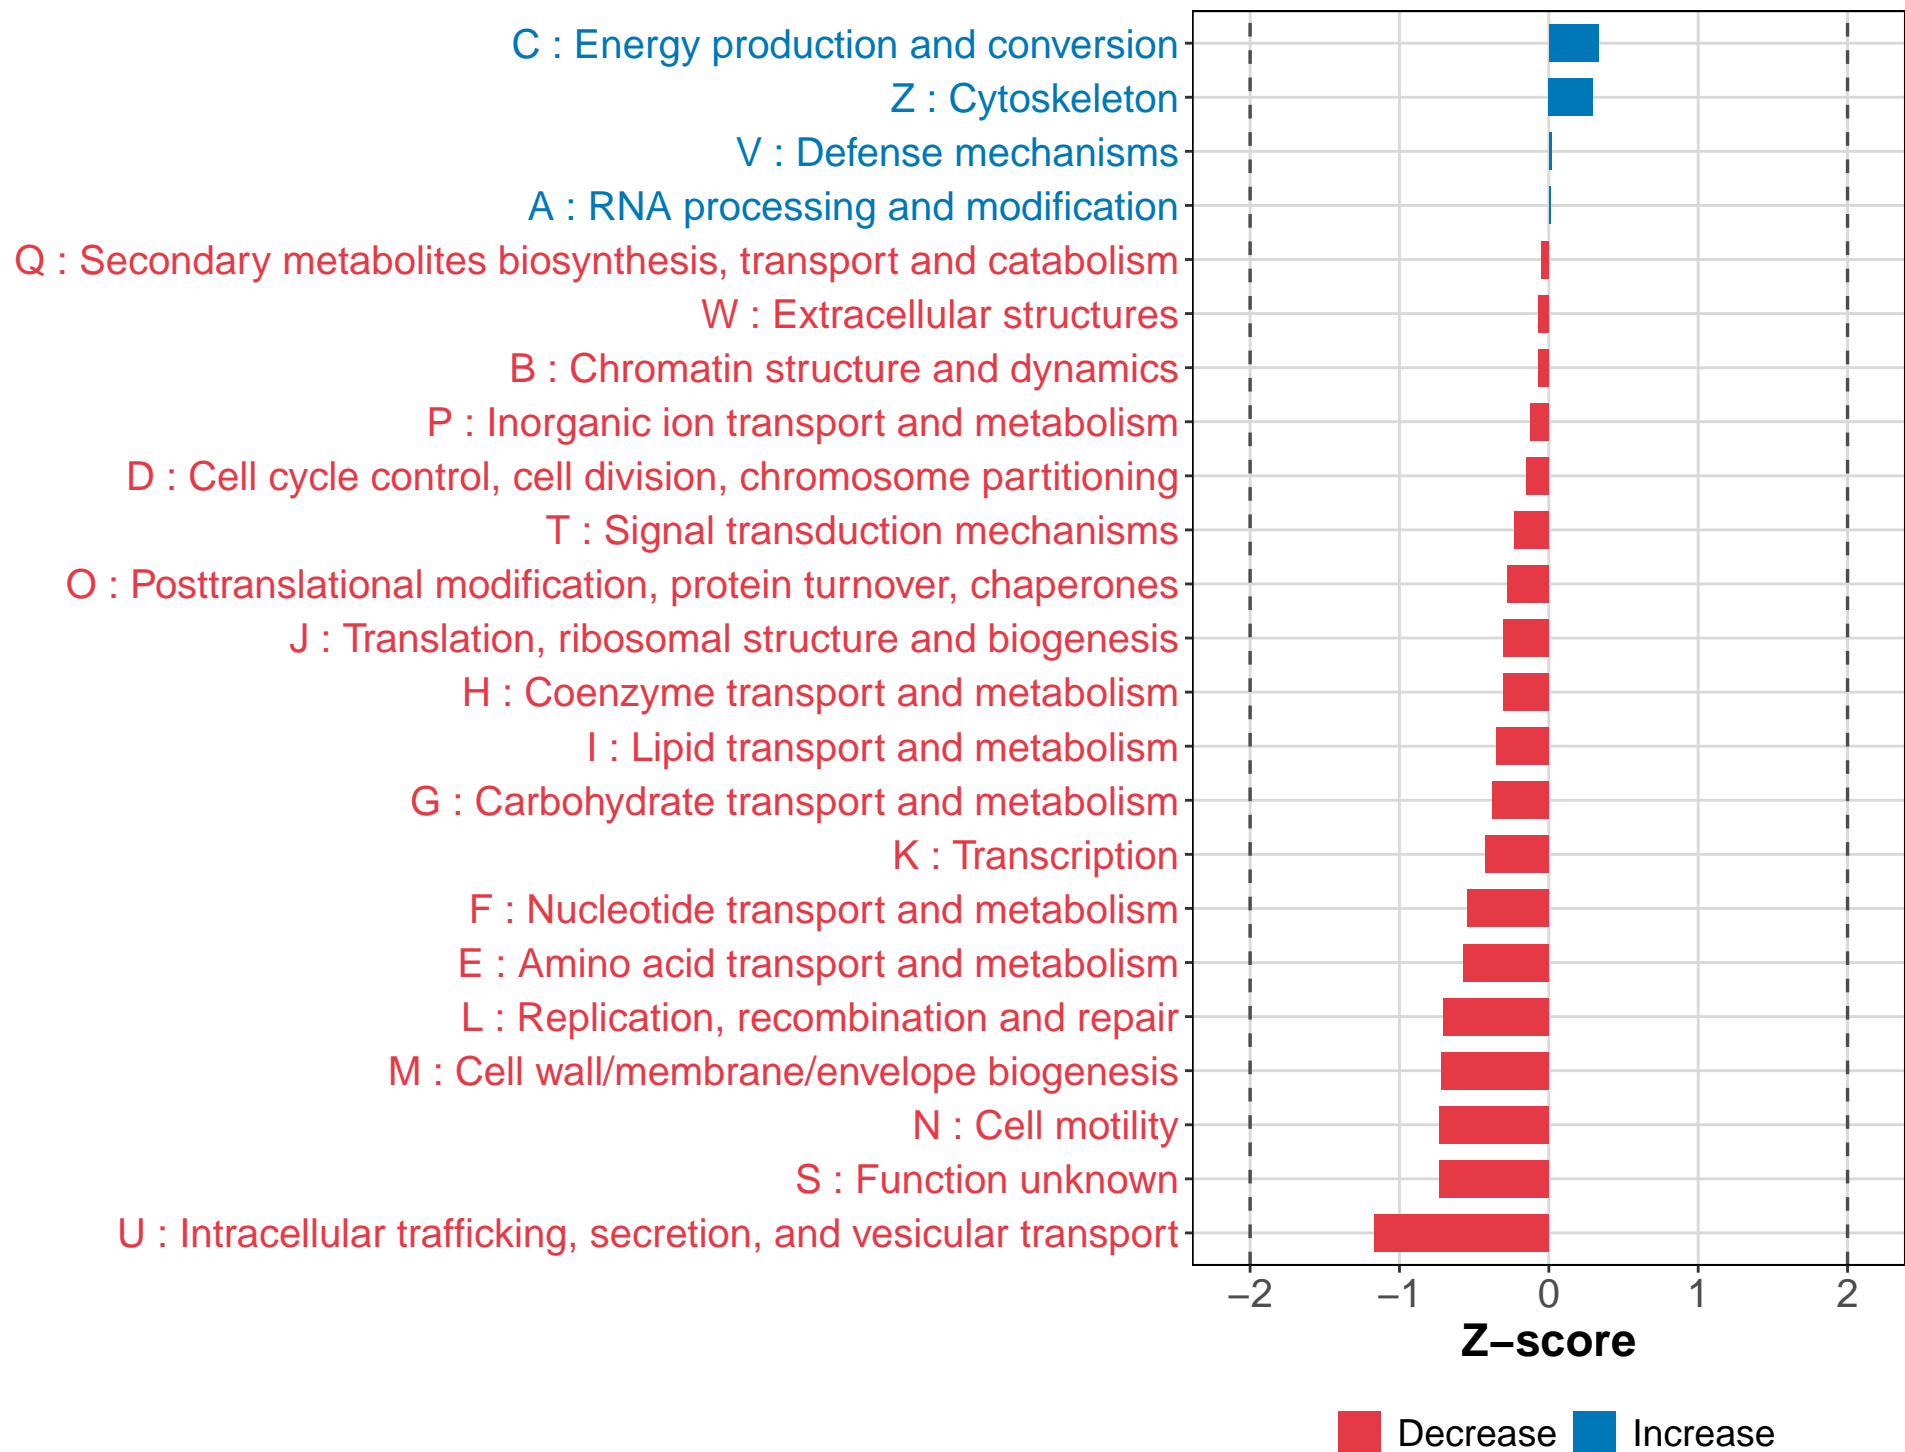 C : Energy production and conversion
Z : Cytoskeleton
V : Defense mechanisms
A : RNA processing and modification
Q : Secondary metabolites biosynthesis, transport and catabolism
W : Extracellular structures
B : Chromatin structure and dynamics
P : Inorganic ion transport and metabolism
D : Cell cycle control, cell division, chromosome partitioning
T : Signal transduction mechanisms
O : Posttranslational modification, protein turnover, chaperones
J : Translation, ribosomal structure and biogenesis
H : Coenzyme transport and metabolism
I : Lipid transport and metabolism
G : Carbohydrate transport and metabolism
K : Transcription
F : Nucleotide transport and metabolism
E : Amino acid transport and metabolism
L : Replication, recombination and repair
M : Cell wall/membrane/envelope biogenesis
N : Cell motility
S : Function unknown
U : Intracellular trafficking, secretion, and vesicular transport
−2 −1 0 1 2
Z−score
Decrease Increase